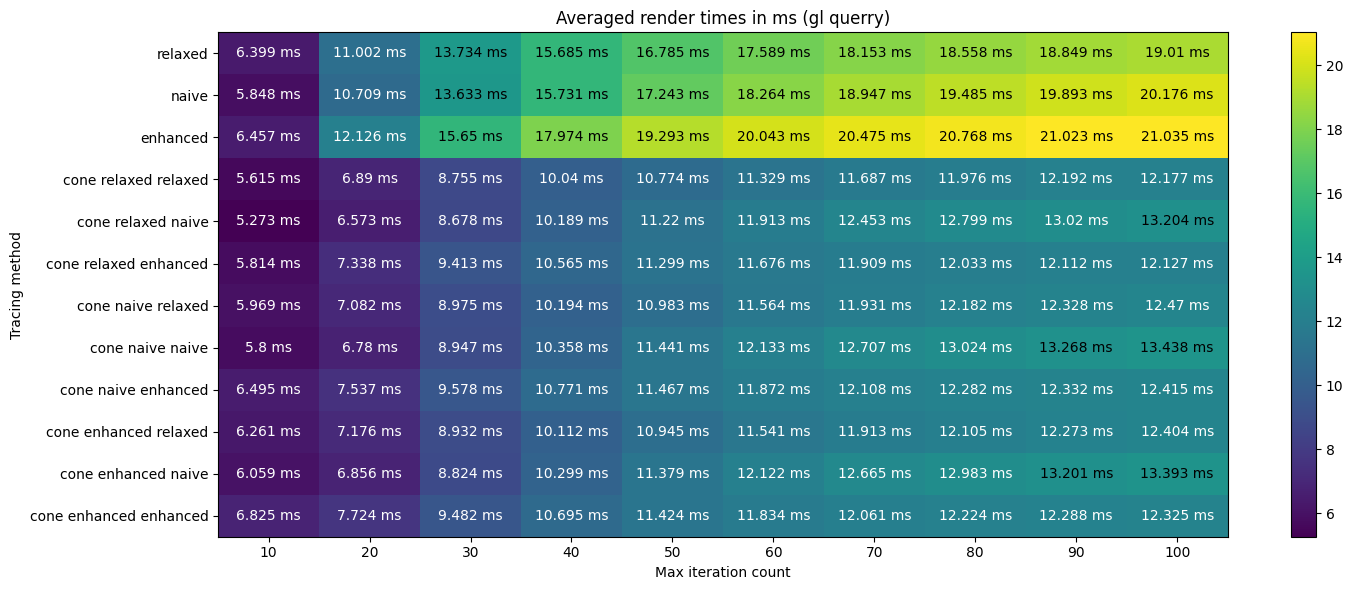 Averaged render times in ms (gl querry)
relaxed 6.399 ms 11.002 ms 13.734 ms 15.685 ms 16.785 ms 17.589 ms 18.153 ms 18.558 ms 18.849 ms 19.01 ms
naive 5.848 ms 10.709 ms 13.633 ms 15.731 ms 17.243 ms 18.264 ms 18.947 ms 19.485 ms 19.893 ms 20.176 ms
enhanced 6.457 ms 12.126 ms 15.65 ms 17.974 ms 19.293 ms 20.043 ms 20.475 ms 20.768 ms 21.023 ms 21.035 ms
cone relaxed relaxed 5.615 ms 6.89 ms 8.755 ms 10.04 ms 10.774 ms 11.329 ms 11.687 ms 11.976 ms 12.192 ms 12.177 ms
cone relaxed naive 5.273 ms 6.573 ms 8.678 ms 10.189 ms 11.22 ms 11.913 ms 12.453 ms 12.799 ms 13.02 ms 13.204 ms
cone relaxed enhanced 5.814 ms 7.338 ms 9.413 ms 10.565 ms 11.299 ms 11.676 ms 11.909 ms 12.033 ms 12.112 ms 12.127 ms
cone naive relaxed 5.969 ms 7.082 ms 8.975 ms 10.194 ms 10.983 ms 11.564 ms 11.931 ms 12.182 ms 12.328 ms 12.47 ms
cone naive naive 5.8 ms 6.78 ms 8.947 ms 10.358 ms 11.441 ms 12.133 ms 12.707 ms 13.024 ms 13.268 ms 13.438 ms
cone naive enhanced 6.495 ms 7.537 ms 9.578 ms 10.771 ms 11.467 ms 11.872 ms 12.108 ms 12.282 ms 12.332 ms 12.415 ms
cone enhanced relaxed 6.261 ms 7.176 ms 8.932 ms 10.112 ms 10.945 ms 11.541 ms 11.913 ms 12.105 ms 12.273 ms 12.404 ms
cone enhanced naive 6.059 ms 6.856 ms 8.824 ms 10.299 ms 11.379 ms 12.122 ms 12.665 ms 12.983 ms 13.201 ms 13.393 ms
cone enhanced enhanced 6.825 ms 7.724 ms 9.482 ms 10.695 ms 11.424 ms 11.834 ms 12.061 ms 12.224 ms 12.288 ms 12.325 ms
10 20 30 40 50 60 70 80 90 100
Max iteration count
Tracing method
20
18
16
14
12
10
8
6